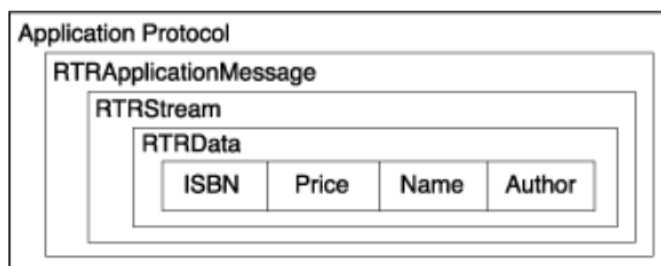 Application Protocol
RTRApplicationMessage
RTRStream
RTRData
ISBN Price Name Author